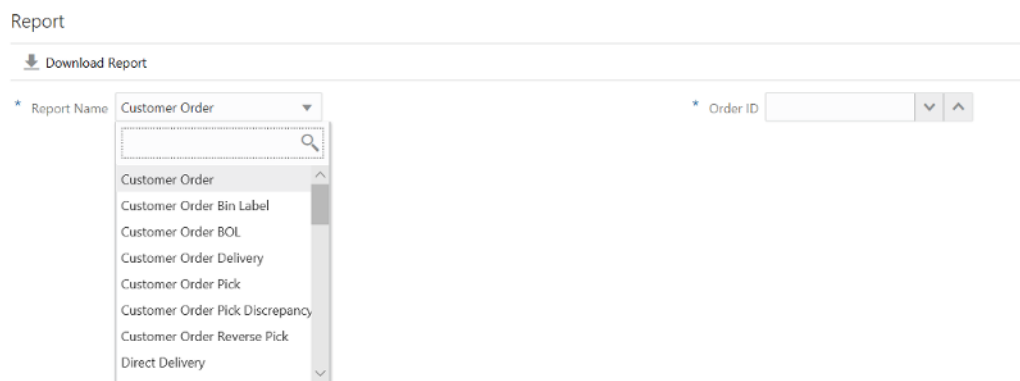 Report
Download Report
* Report Name Customer Order * Order ID
Customer Order
Customer Order Bin Label
Customer Order BOL
Customer Order Delivery
Customer Order Pick
Customer Order Pick Discrepancy
Customer Order Reverse Pick
Direct Delivery